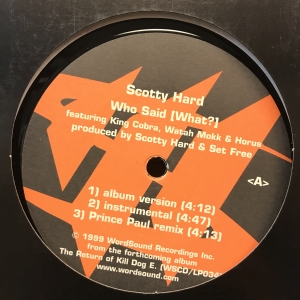 Scotty Hard
Who Said [What?]
featuring King Cobra, Watah Mokk & Horus
produced by Scotty Hard & Set Free
<A>
1) album version (4:12)
2) instrumental (4:47)
3) Prince Paul remix (4:13)
© 1999 WordSound Recordings Inc.
from the forthcoming album
The Return of Kill Dog E. [WSCD/LP034]
www.wordsound.com